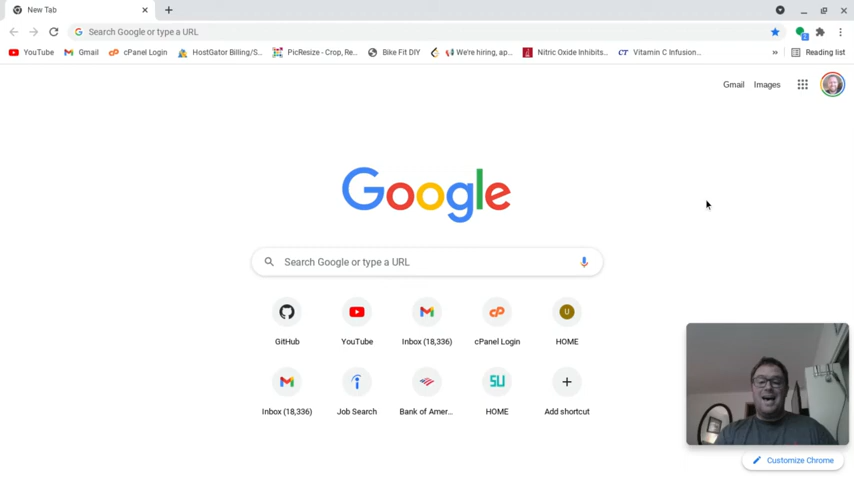 New Tab
Search Google or type a URL
YouTube
Gmail
cPanel Login
HostGator Billing/S...
PicResize - Crop, Re...
Bike Fit DIY
We're hiring, ap...
Nitric Oxide Inhibit...
CT
Vitamin C Infusion...
»
Reading list
Gmail
Images
Google
Search Google or type a URL
GitHub
YouTube
Inbox (18,336)
cPanel Login
U
HOME
Inbox (18,336)
Job Search
Bank of Amer...
SU
HOME
Add shortcut
Customize Chrome